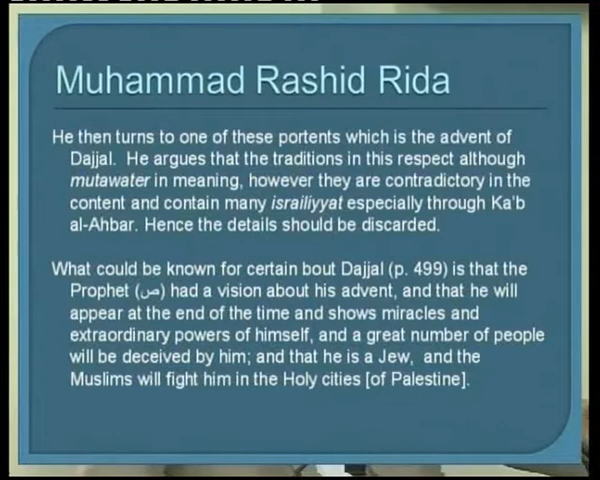 Muhammad Rashid Rida
He then turns to one of these portents which is the advent of
Dajjal. He argues that the traditions in this respect although
mutawater in meaning, however they are contradictory in the
content and contain many israiliyyat especially through Ka'b
al-Ahbar. Hence the details should be discarded.
What could be known for certain bout Dajjal (p. 499) is that the
Prophet (ص) had a vision about his advent, and that he will
appear at the end of the time and shows miracles and
extraordinary powers of himself, and a great number of people
will be deceived by him; and that he is a Jew, and the
Muslims will fight him in the Holy cities [of Palestine].